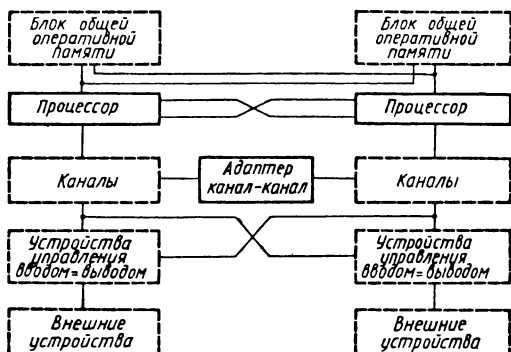 Блок общей
оперативной
памяти
Блок общей
оперативной
памяти
Процессор
Процессор
Каналы
Адаптер
канал-канал
Каналы
Устройства
управления
вводом=выводом
Устройства
управления
вводом=выводом
Внешние
устройства
Внешние
устройства